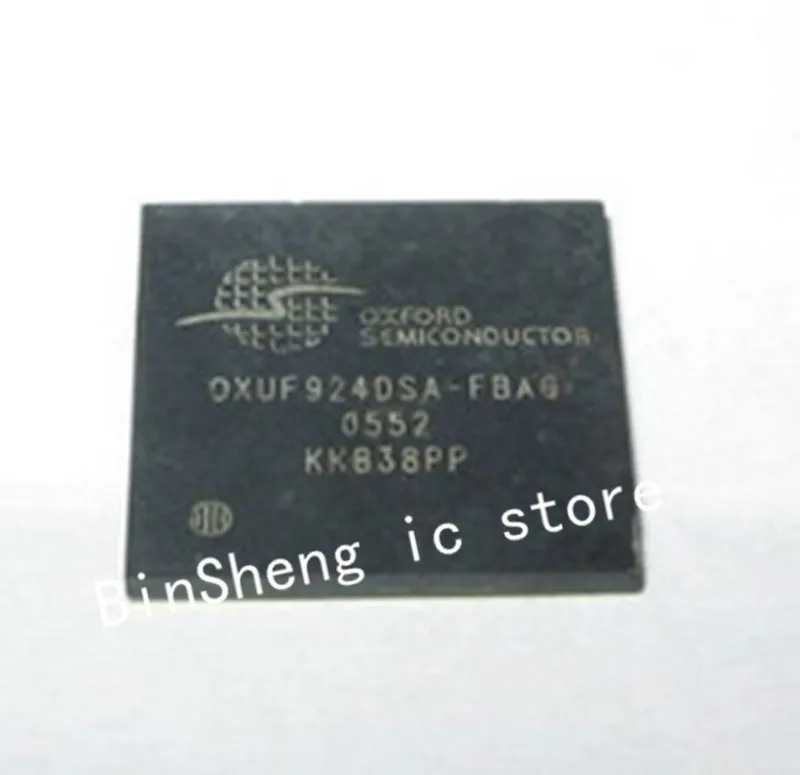 OXFORD
SEMICONDUCTOR
OXUF924DSA-FBAG
0552
KKB38PP
BinSheng ic store